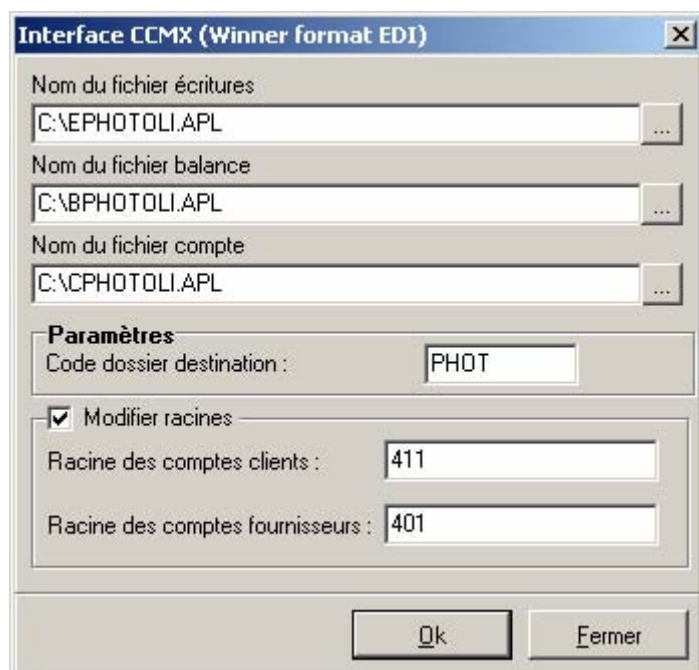 Interface CCMX (Winner format EDI)
Nom du fichier écritures
C:\EPHOTOLI.APL
...
Nom du fichier balance
C:\BPHOTOLI.APL
...
Nom du fichier compte
C:\CPHOTOLI.APL
...
Paramètres
Code dossier destination : PHOT
Modifier racines
Racine des comptes clients : 411
Racine des comptes fournisseurs : 401
Ok Fermer